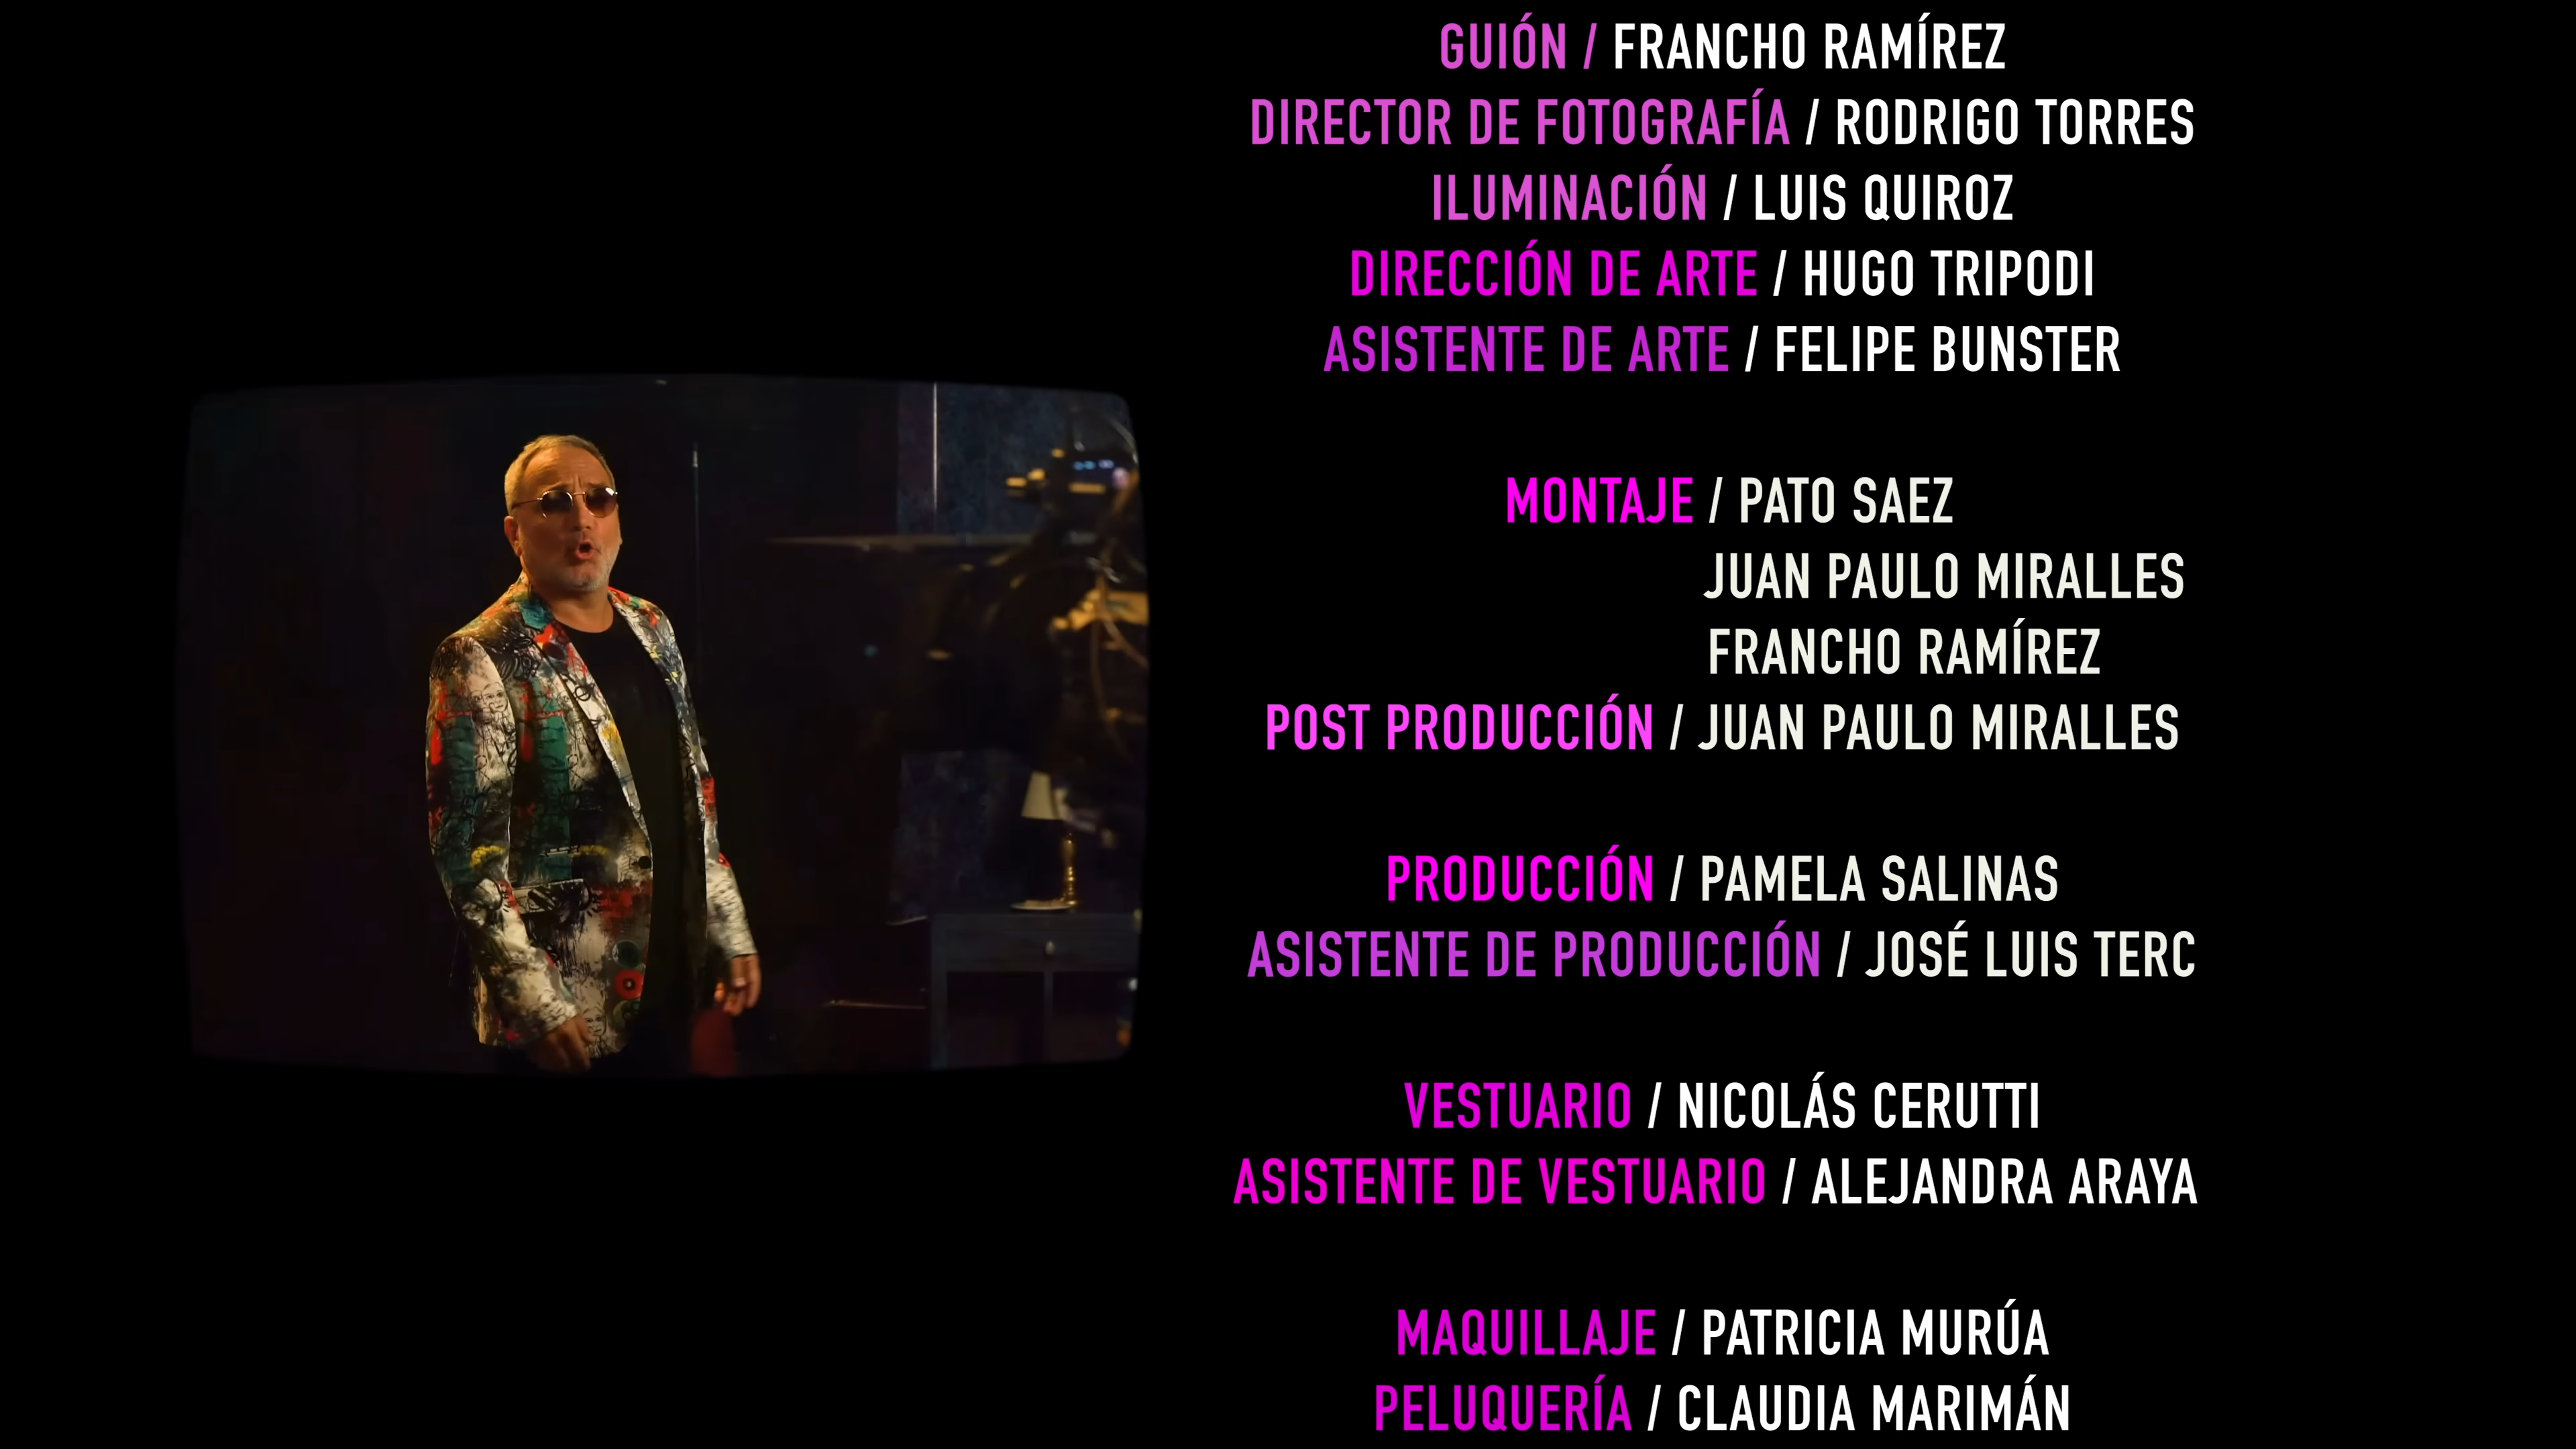 GUIÓN / FRANCHO RAMÍREZ
DIRECTOR DE FOTOGRAFÍA / RODRIGO TORRES
ILUMINACIÓN / LUIS QUIROZ
DIRECCIÓN DE ARTE / HUGO TRIPODI
ASISTENTE DE ARTE / FELIPE BUNSTER
MONTAJE / PATO SAEZ
JUAN PAULO MIRALLES
FRANCHO RAMÍREZ
POST PRODUCCIÓN / JUAN PAULO MIRALLES
PRODUCCIÓN / PAMELA SALINAS
ASISTENTE DE PRODUCCIÓN / JOSÉ LUIS TERC
VESTUARIO / NICOLÁS CERUTTI
ASISTENTE DE VESTUARIO / ALEJANDRA ARAYA
MAQUILLAJE / PATRICIA MURÚA
PELUQUERÍA / CLAUDIA MARIMÁN